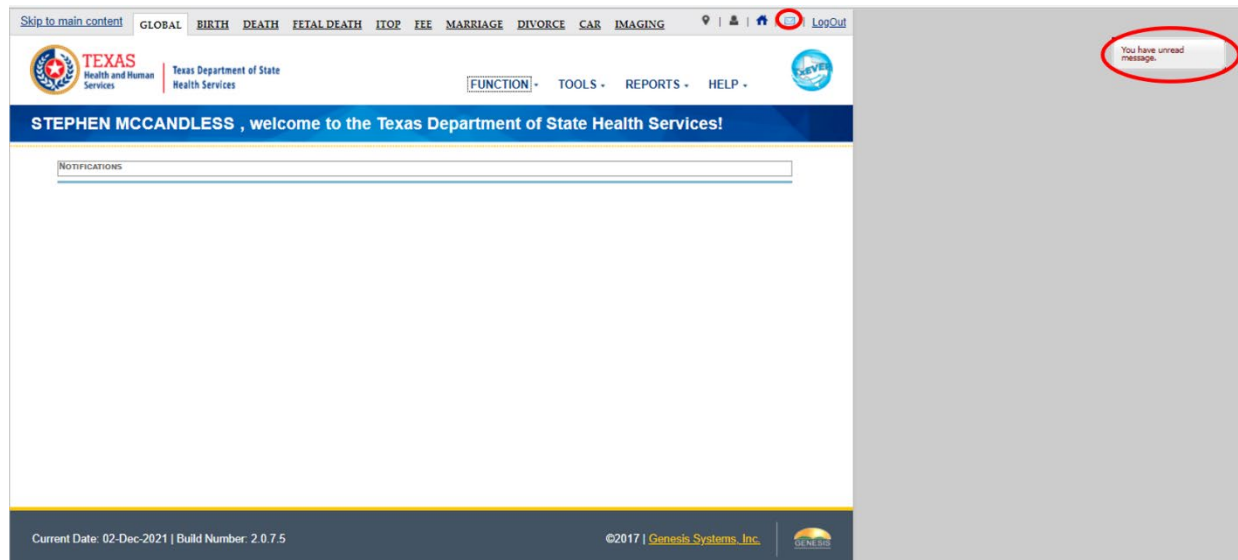 Skip to main content GLOBAL BIRTH DEATH FETAL DEATH ITOP FEE MARRIAGE DIVORCE CAR IMAGING | | | | LogOut
You have unread
message.
TEXAS
Health and Human
Services
Texas Department of State
Health Services
TxEVER
FUNCTION TOOLS REPORTS HELP
STEPHEN MCCANDLESS , welcome to the Texas Department of State Health Services!
NOTIFICATIONS
Current Date: 02-Dec-2021 | Build Number: 2.0.7.5
©2017 | Genesis Systems, Inc.
GENESIS